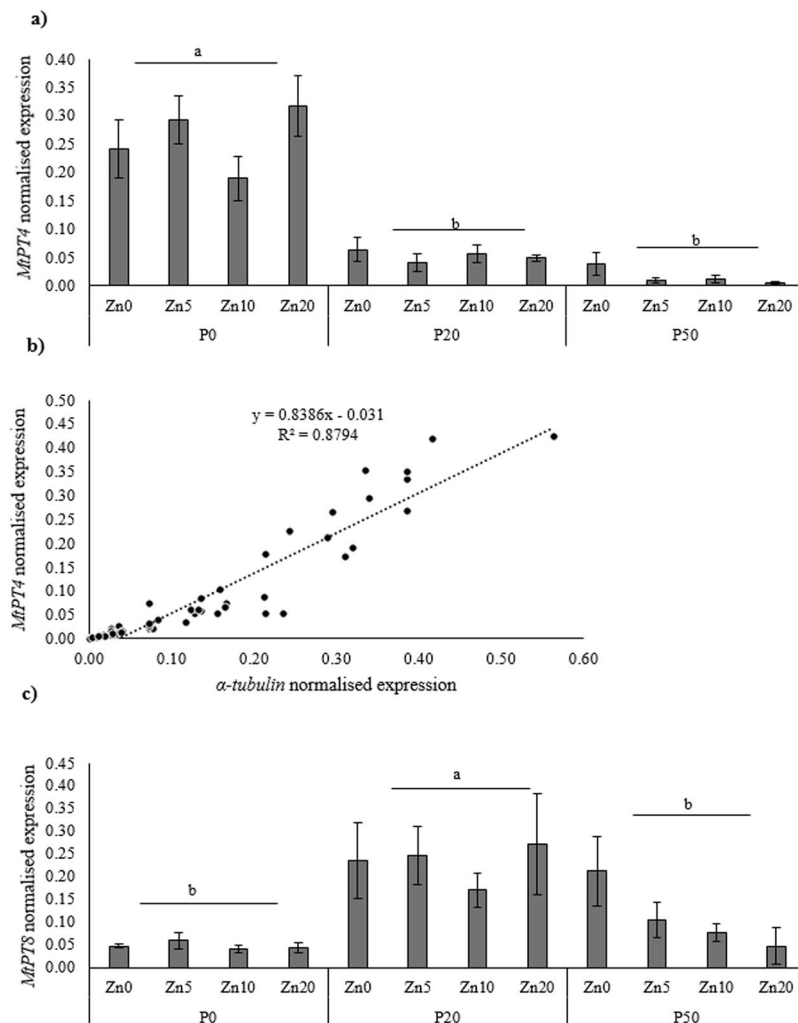 a)
a
0.40
0.35
0.30
0.25
0.20
0.15
0.10
0.05
0.00
MtPT4 normalised expression
b
b
Zn0 Zn5 Zn10 Zn20 Zn0 Zn5 Zn10 Zn20 Zn0 Zn5 Zn10 Zn20
P0 P20 P50
b)
0.50
0.45
0.40
0.35
0.30
0.25
0.20
0.15
0.10
0.05
0.00
MtPT4 normalised expression
y = 0.8386x - 0.031
R² = 0.8794
0.00 0.10 0.20 0.30 0.40 0.50 0.60
α-tubulin normalised expression
c)
0.45
0.40
0.35
0.30
0.25
0.20
0.15
0.10
0.05
0.00
MtPT8 normalised expression
b
a
b
Zn0 Zn5 Zn10 Zn20 Zn0 Zn5 Zn10 Zn20 Zn0 Zn5 Zn10 Zn20
P0 P20 P50